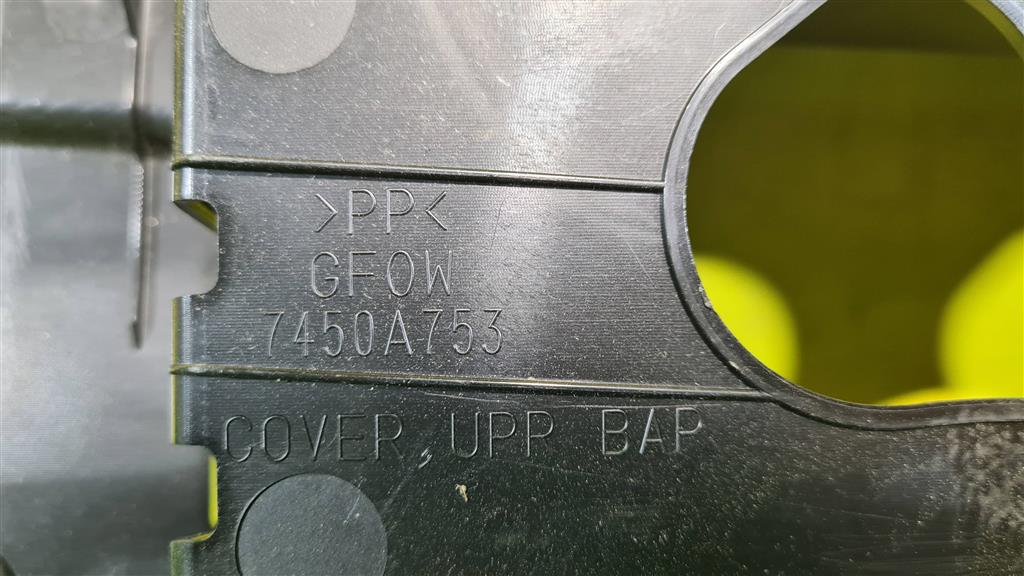 >PP<
GF0W
7450A753
COVER,UPP BAP